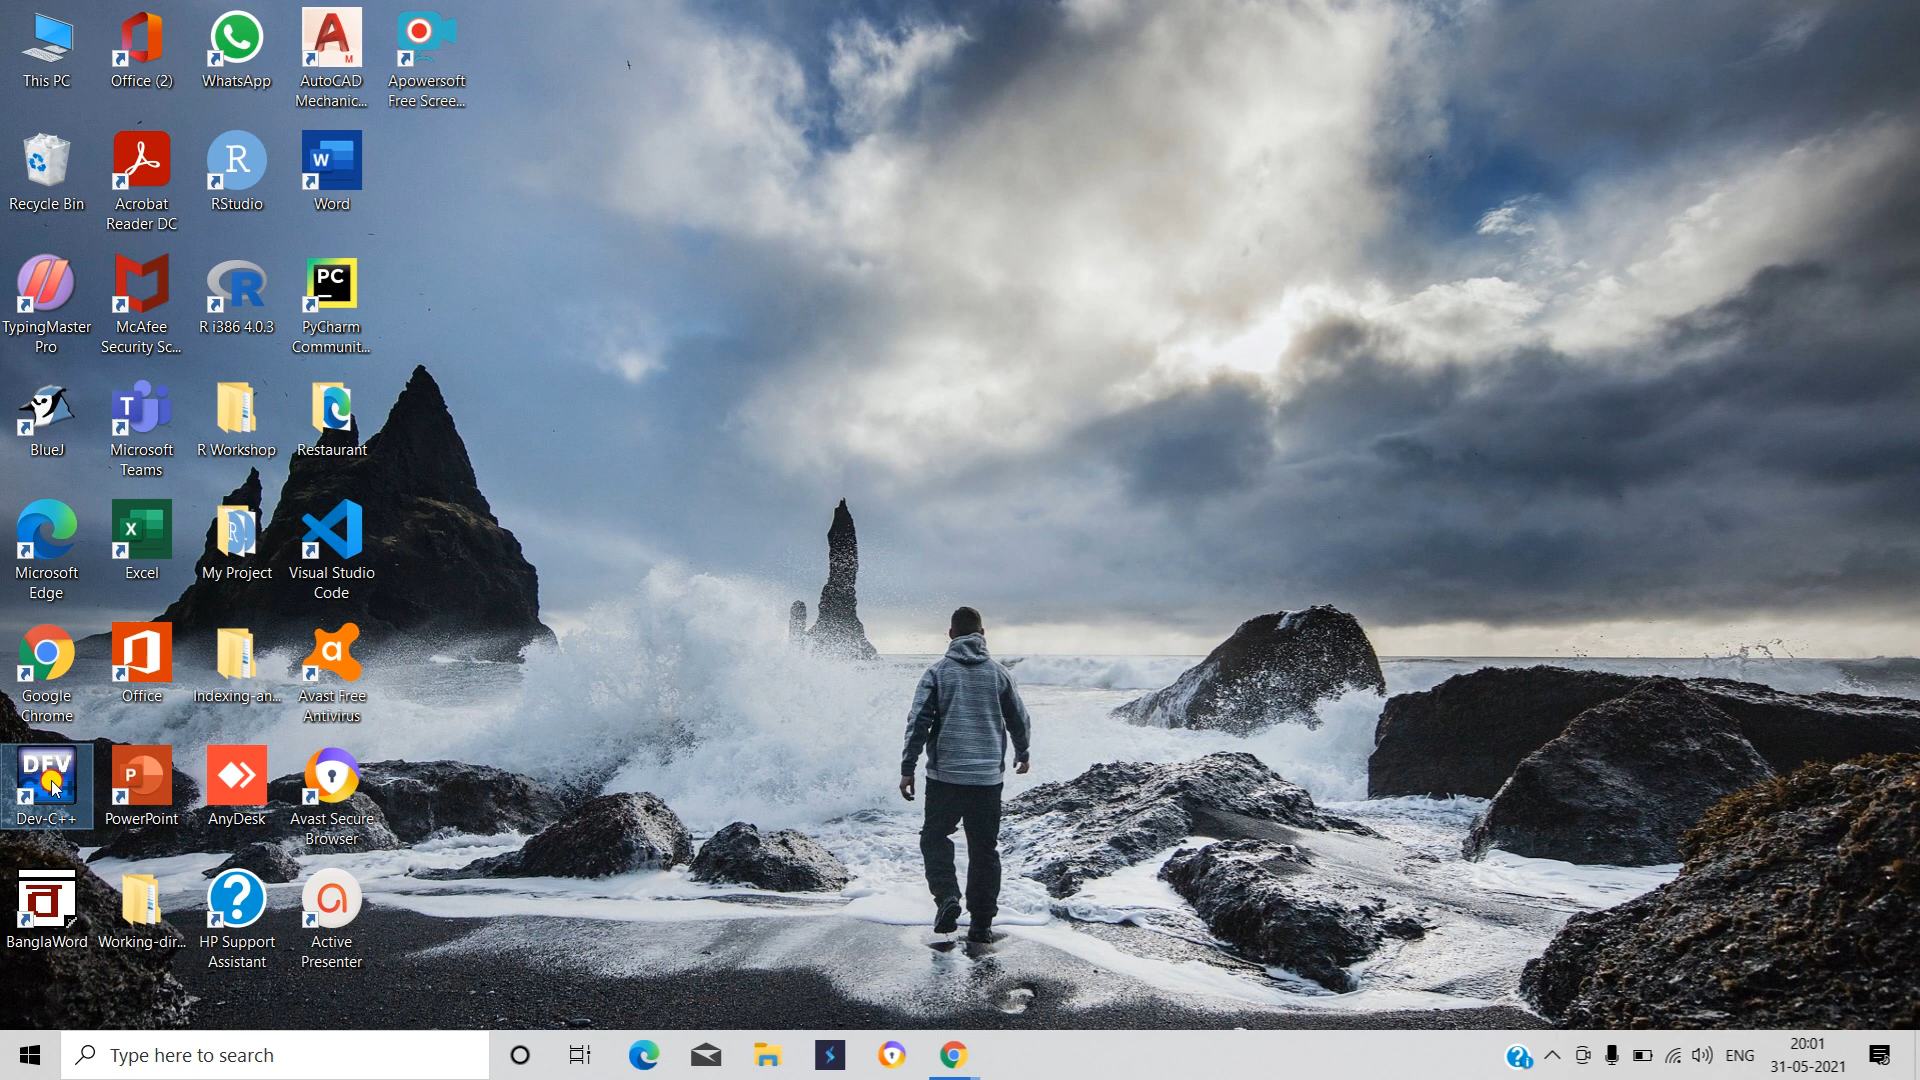 This PC
Office (2)
WhatsApp
AutoCAD
Mechanic...
Apowersoft
Free Scree...
Recycle Bin
Acrobat
Reader DC
RStudio
Word
TypingMaster
Pro
McAfee
Security Sc...
R i386 4.0.3
PyCharm
Communit...
BlueJ
Microsoft
Teams
R Workshop
Restaurant
Microsoft
Edge
Excel
My Project
Visual Studio
Code
Google
Chrome
Office
Indexing-an...
Avast Free
Antivirus
DEV
Dev-C++
PowerPoint
AnyDesk
Avast Secure
Browser
BanglaWord
Working-dir...
HP Support
Assistant
Active
Presenter
Type here to search
ENG
20:01
31-05-2021